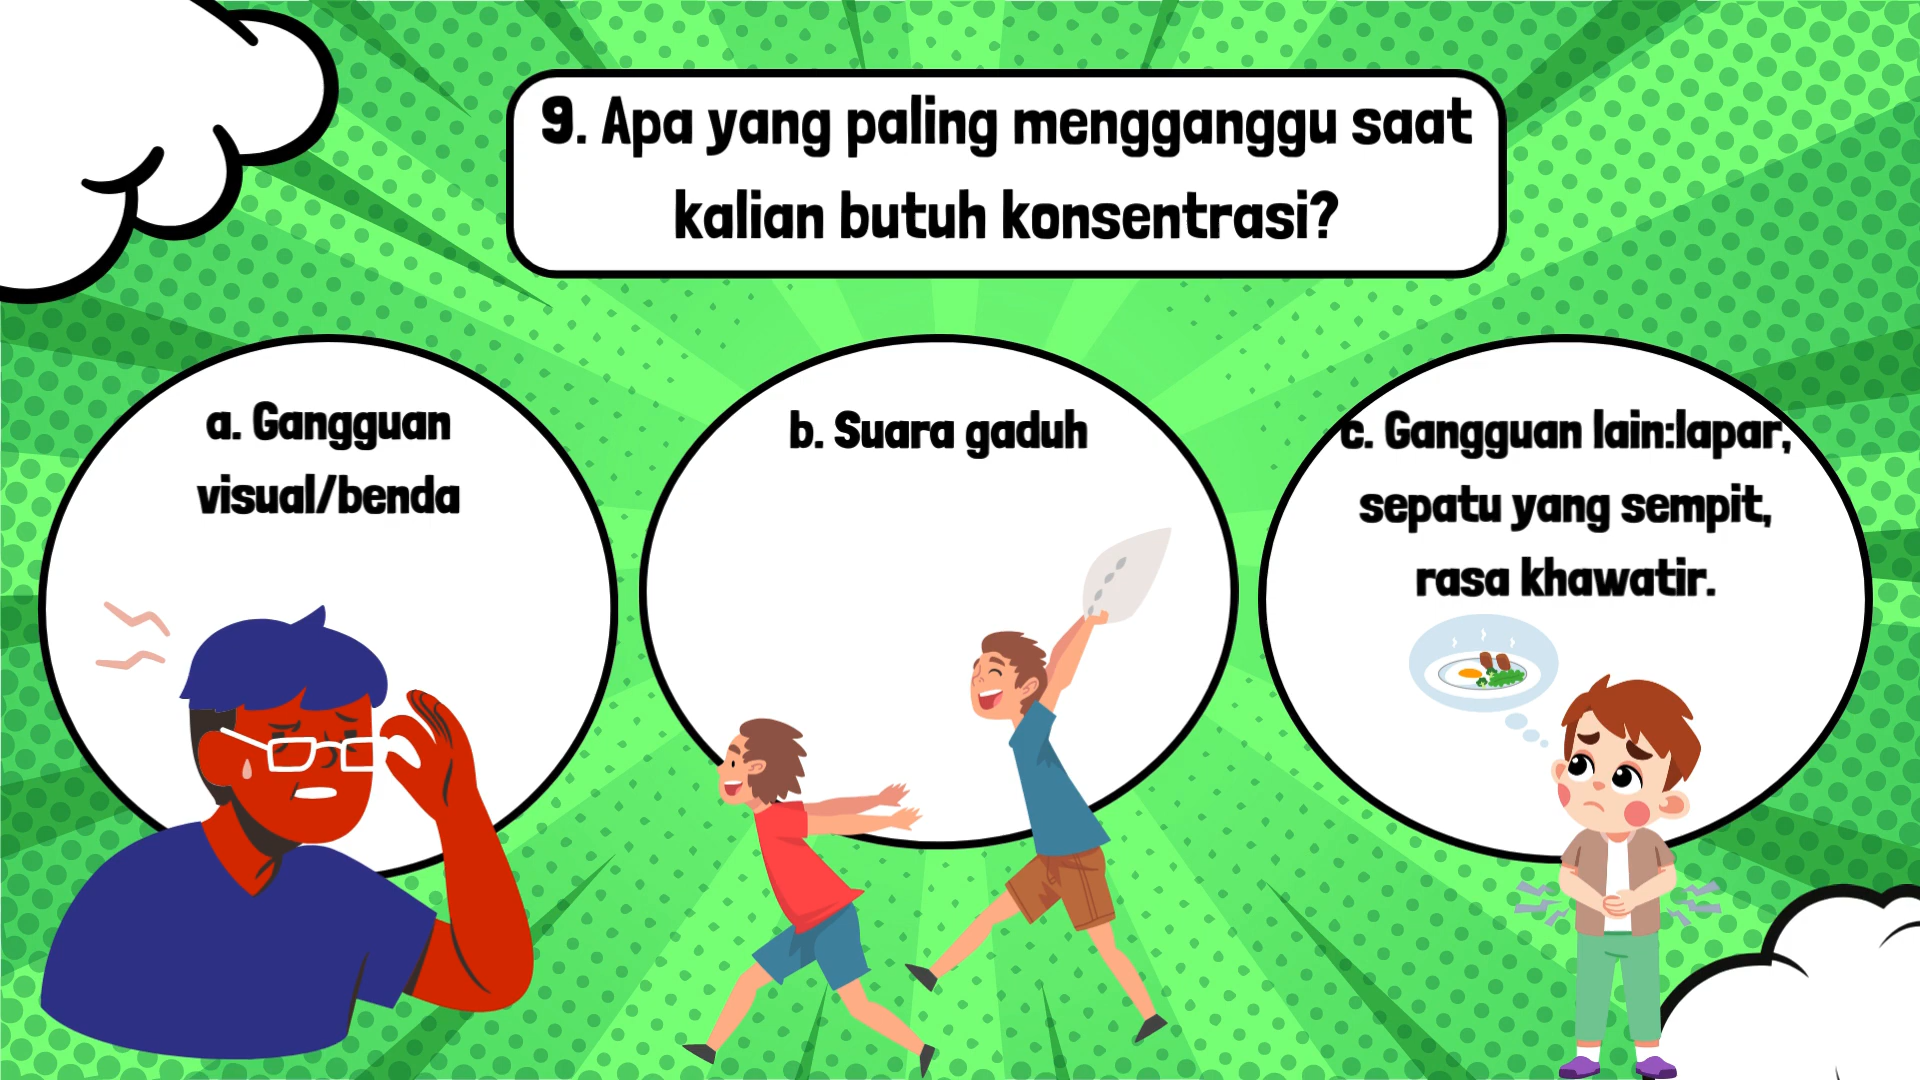 9. Apa yang paling mengganggu saat
kalian butuh konsentrasi?
a. Gangguan
visual/benda
b. Suara gaduh
c. Gangguan lain:lapar,
sepatu yang sempit,
rasa khawatir.